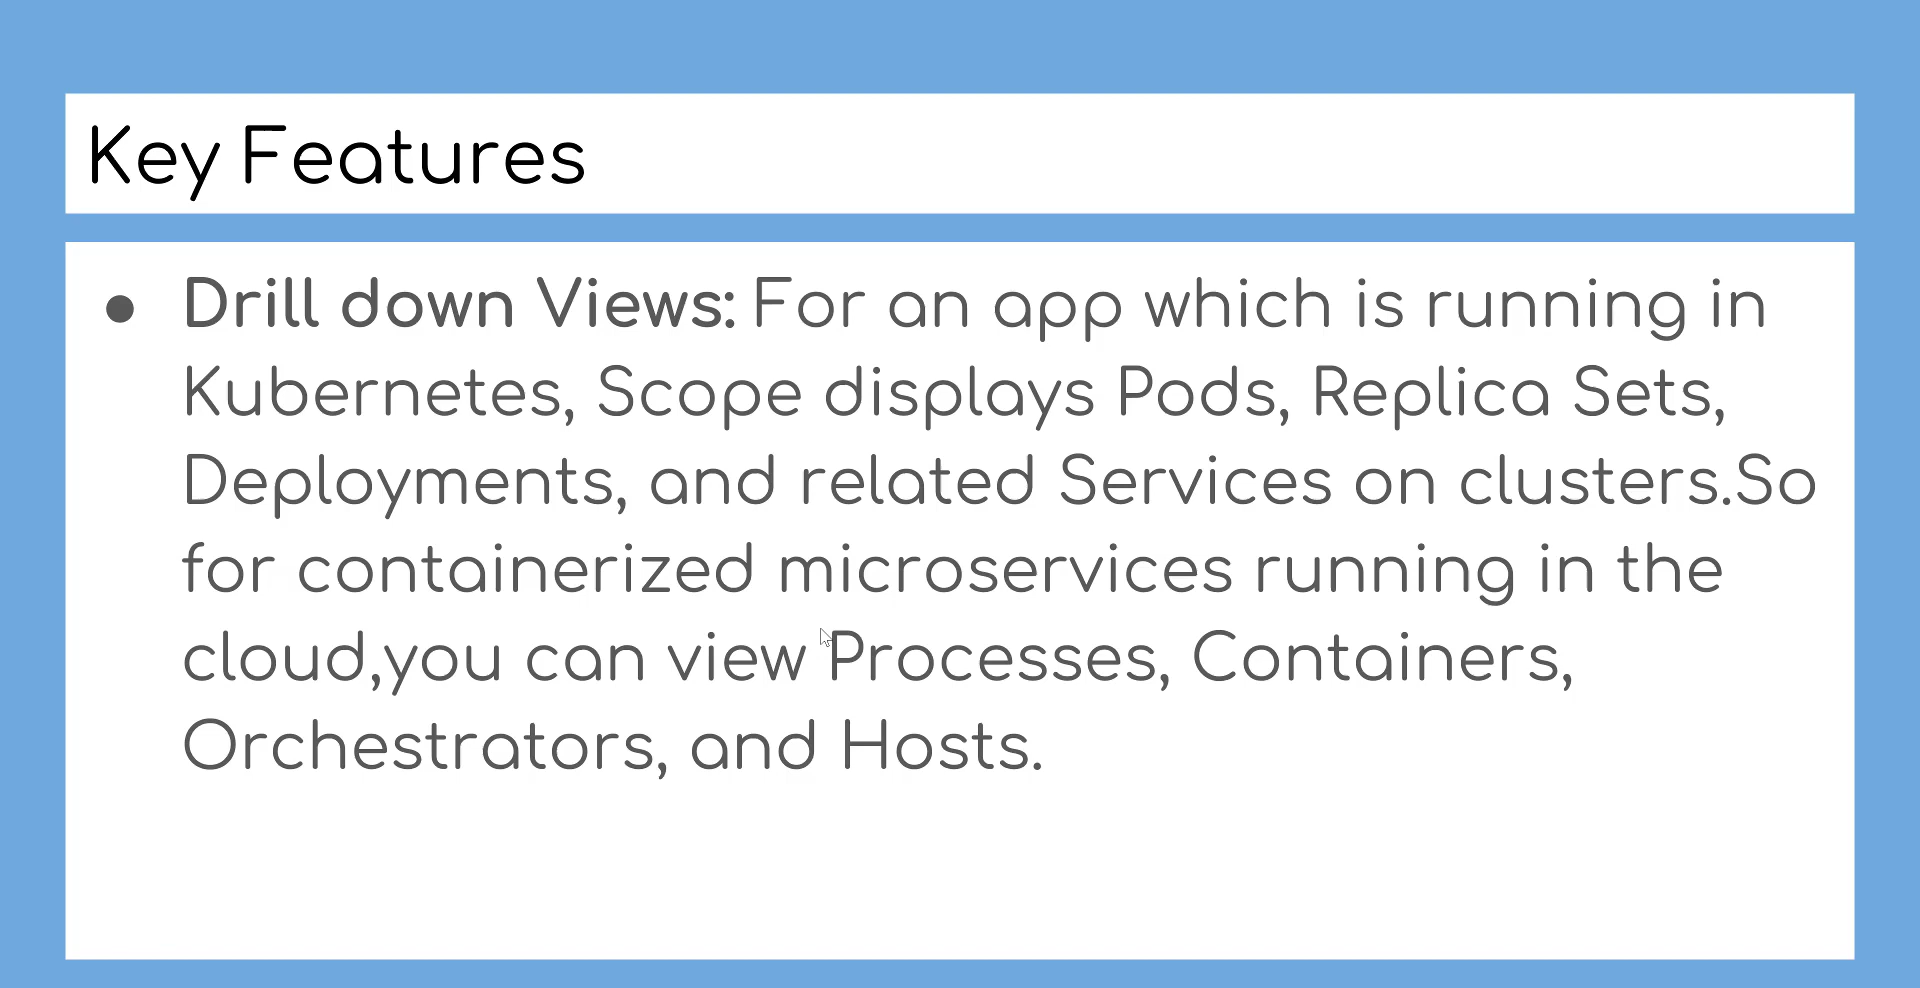 Key Features
● Drill down Views: For an app which is running in
Kubernetes, Scope displays Pods, Replica Sets,
Deployments, and related Services on clusters.So
for containerized microservices running in the
cloud,you can view Processes, Containers,
Orchestrators, and Hosts.